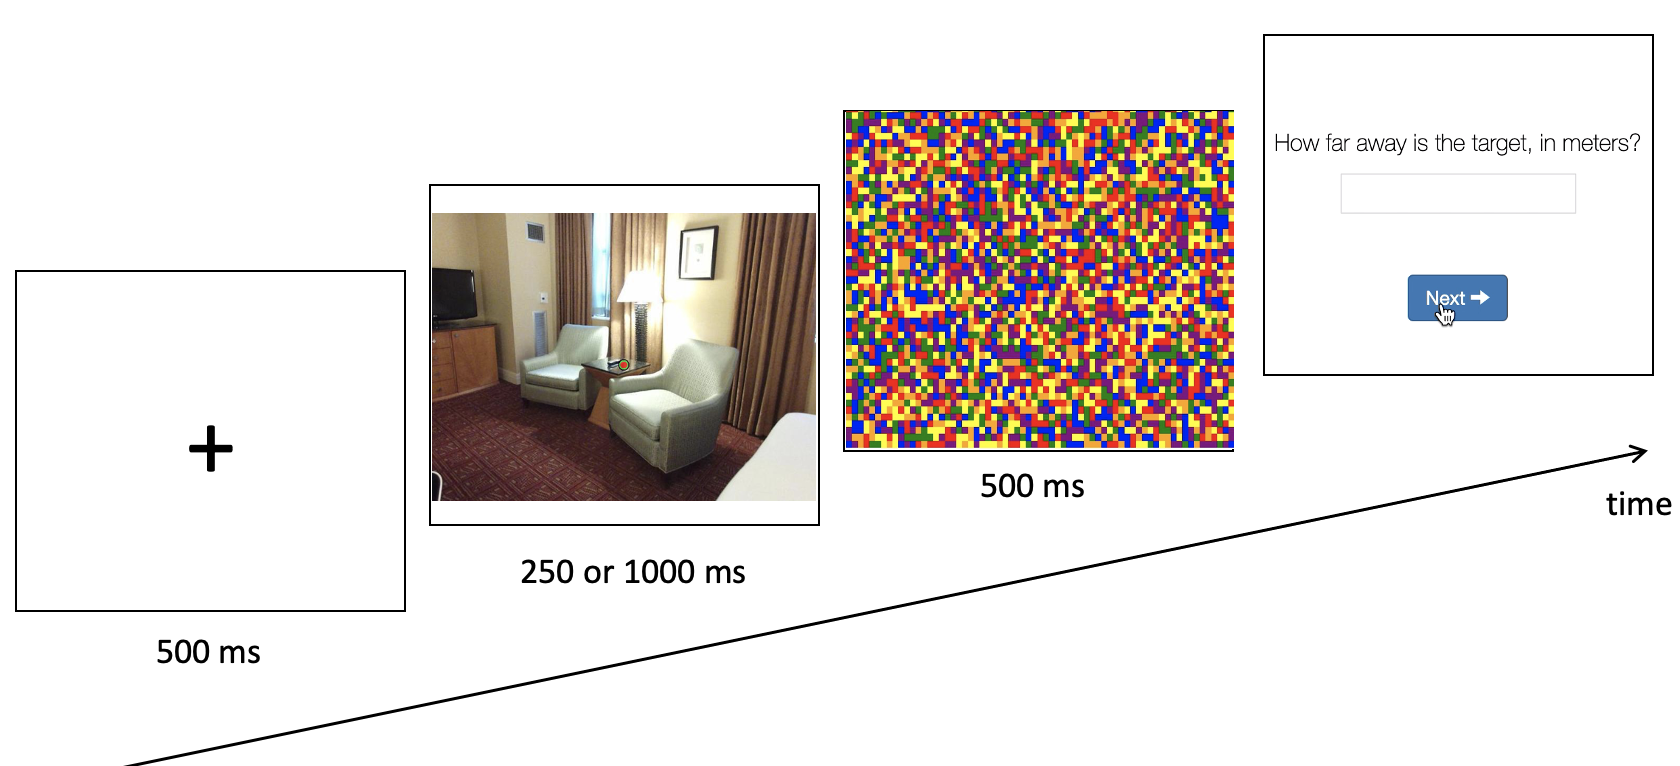 500 ms
250 or 1000 ms
500 ms
How far away is the target, in meters?
Next
time